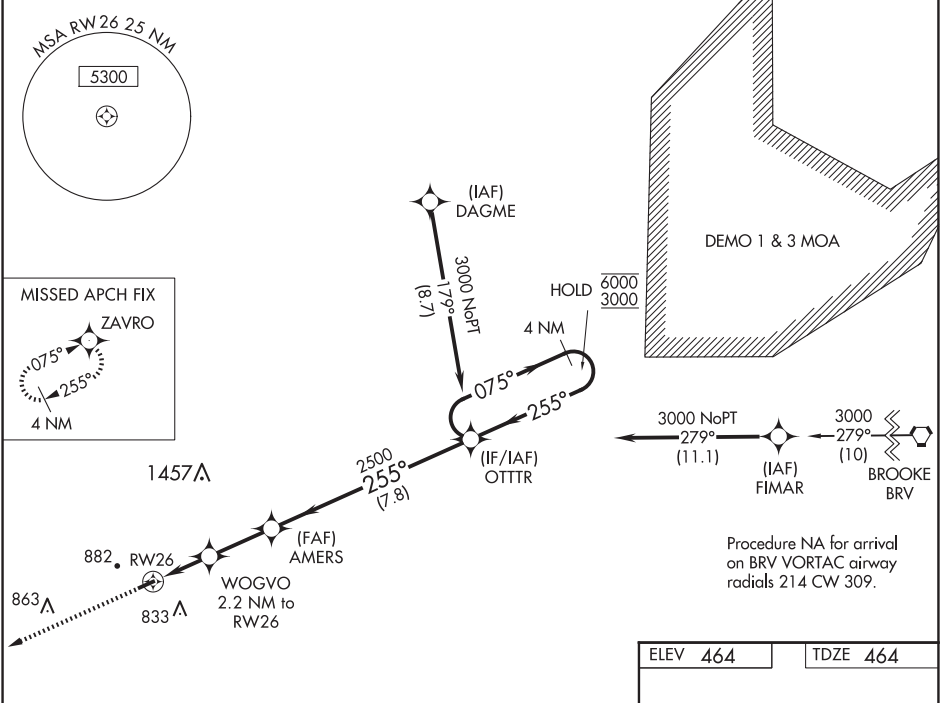 MSA RW26 25 NM
5300
(IAF)
DAGME
3000 NoPT
179°
(8.7)
HOLD
6000
3000
DEMO 1 & 3 MOA
MISSED APCH FIX
ZAVRO
075°
255°
4 NM
4 NM
075°
255°
(IF/IAF)
OTTTR
3000 NoPT
279°
(11.1)
(IAF)
FIMAR
3000
279°
(10)
BROOKE
BRV
1457
2500
255°
(7.8)
(FAF)
AMERS
882
RW26
WOGVO
2.2 NM to
RW26
863
833
Procedure NA for arrival
on BRV VORTAC airway
radials 214 CW 309.
ELEV 464
TDZE 464